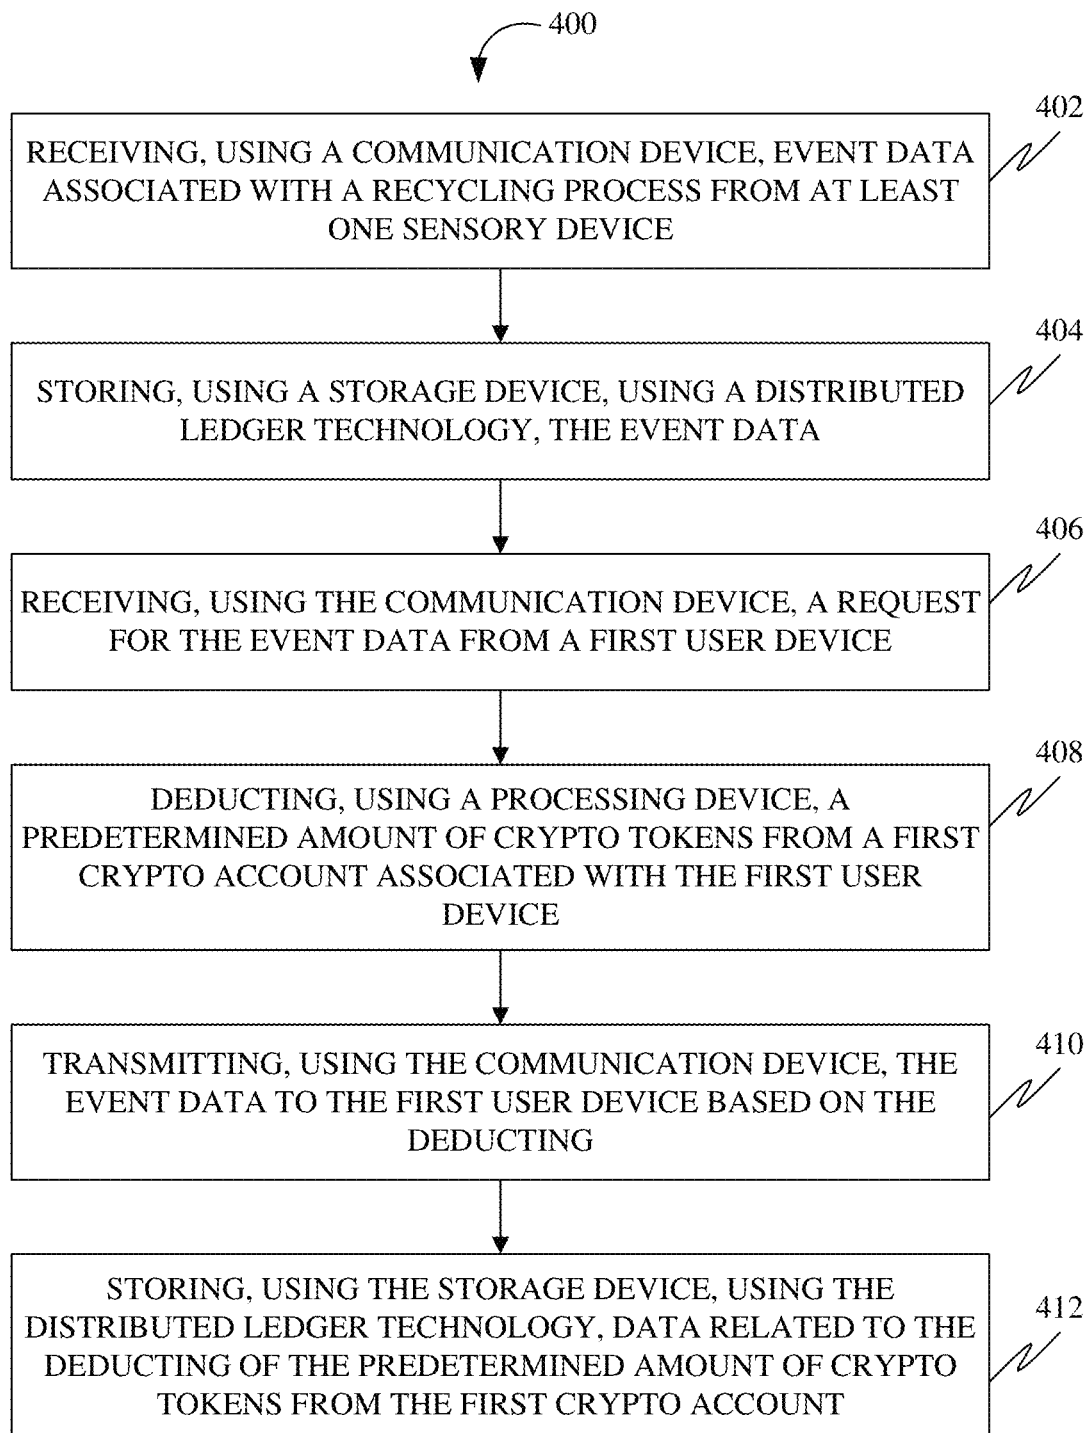 400
402
RECEIVING, USING A COMMUNICATION DEVICE, EVENT DATA
ASSOCIATED WITH A RECYCLING PROCESS FROM AT LEAST
ONE SENSORY DEVICE
404
STORING, USING A STORAGE DEVICE, USING A DISTRIBUTED
LEDGER TECHNOLOGY, THE EVENT DATA
406
RECEIVING, USING THE COMMUNICATION DEVICE, A REQUEST
FOR THE EVENT DATA FROM A FIRST USER DEVICE
408
DEDUCTING, USING A PROCESSING DEVICE, A
PREDETERMINED AMOUNT OF CRYPTO TOKENS FROM A FIRST
CRYPTO ACCOUNT ASSOCIATED WITH THE FIRST USER
DEVICE
410
TRANSMITTING, USING THE COMMUNICATION DEVICE, THE
EVENT DATA TO THE FIRST USER DEVICE BASED ON THE
DEDUCTING
412
STORING, USING THE STORAGE DEVICE, USING THE
DISTRIBUTED LEDGER TECHNOLOGY, DATA RELATED TO THE
DEDUCTING OF THE PREDETERMINED AMOUNT OF CRYPTO
TOKENS FROM THE FIRST CRYPTO ACCOUNT